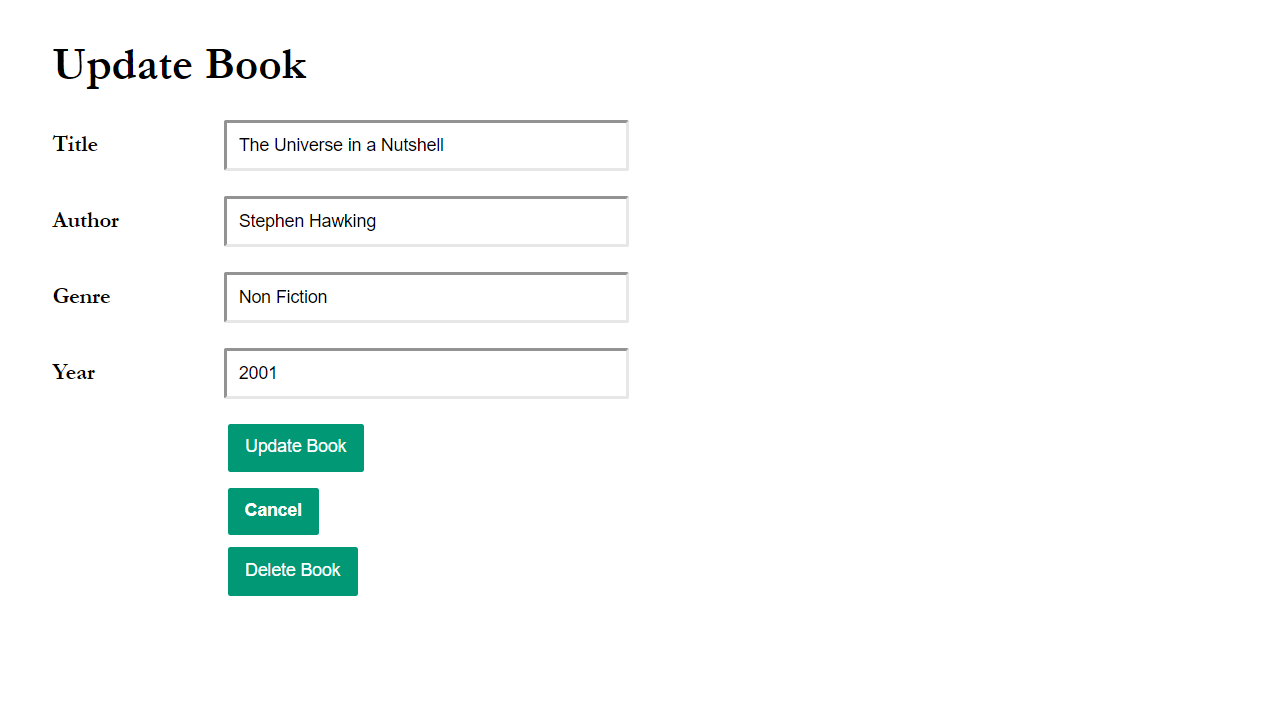 Update Book
Title
The Universe in a Nutshell
Author
Stephen Hawking
Genre
Non Fiction
Year
2001
Update Book
Cancel
Delete Book